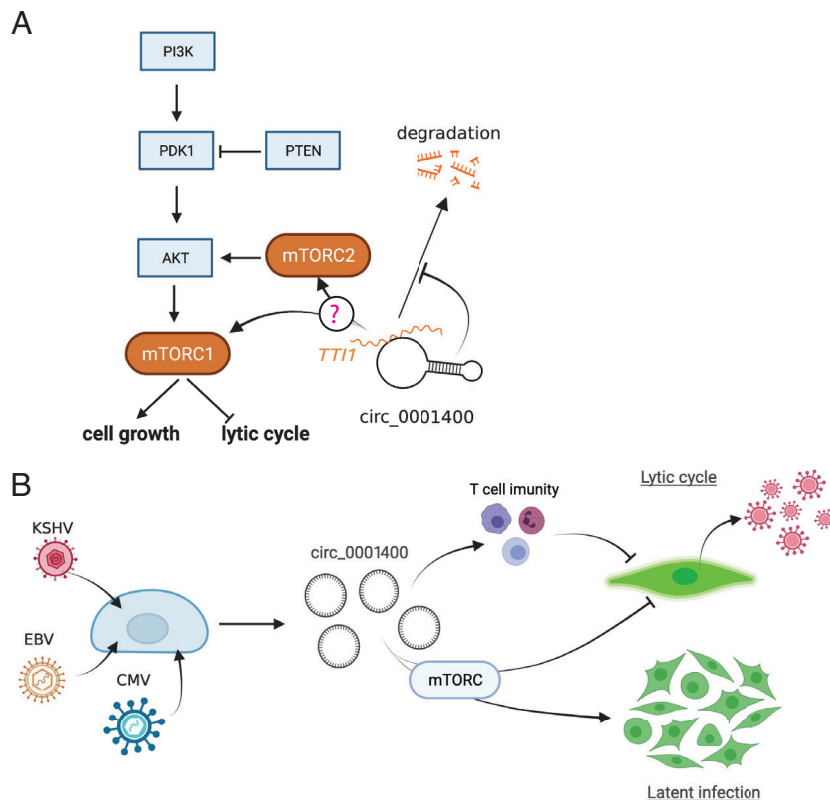 A
PI3K
PDK1
PTEN
degradation
AKT
mTORC2
?
mTORC1
TTI1
circ_0001400
cell growth
lytic cycle
B
KSHV
EBV
CMV
circ_0001400
T cell imunity
Lytic cycle
mTORC
Latent infection